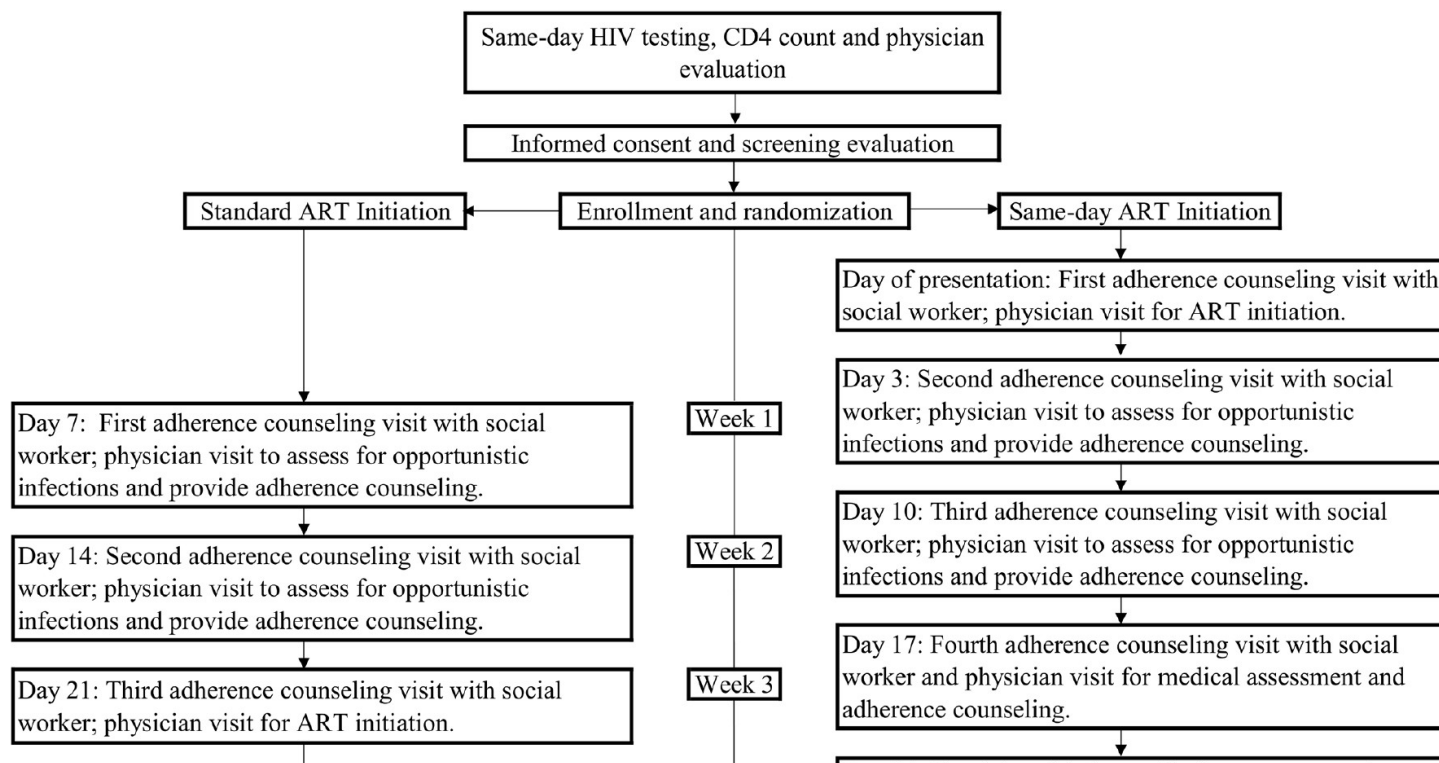 Same-day HIV testing, CD4 count and physician
evaluation
Informed consent and screening evaluation
Standard ART Initiation
Enrollment and randomization
Same-day ART Initiation
Day of presentation: First adherence counseling visit with
social worker; physician visit for ART initiation.
Day 3: Second adherence counseling visit with social
worker; physician visit to assess for opportunistic
infections and provide adherence counseling.
Day 7:  First adherence counseling visit with social
worker; physician visit to assess for opportunistic
infections and provide adherence counseling.
Week 1
Day 10: Third adherence counseling visit with social
worker; physician visit to assess for opportunistic
infections and provide adherence counseling.
Day 14: Second adherence counseling visit with social
worker; physician visit to assess for opportunistic
infections and provide adherence counseling.
Week 2
Day 17: Fourth adherence counseling visit with social
worker and physician visit for medical assessment and
adherence counseling.
Day 21: Third adherence counseling visit with social
worker; physician visit for ART initiation.
Week 3